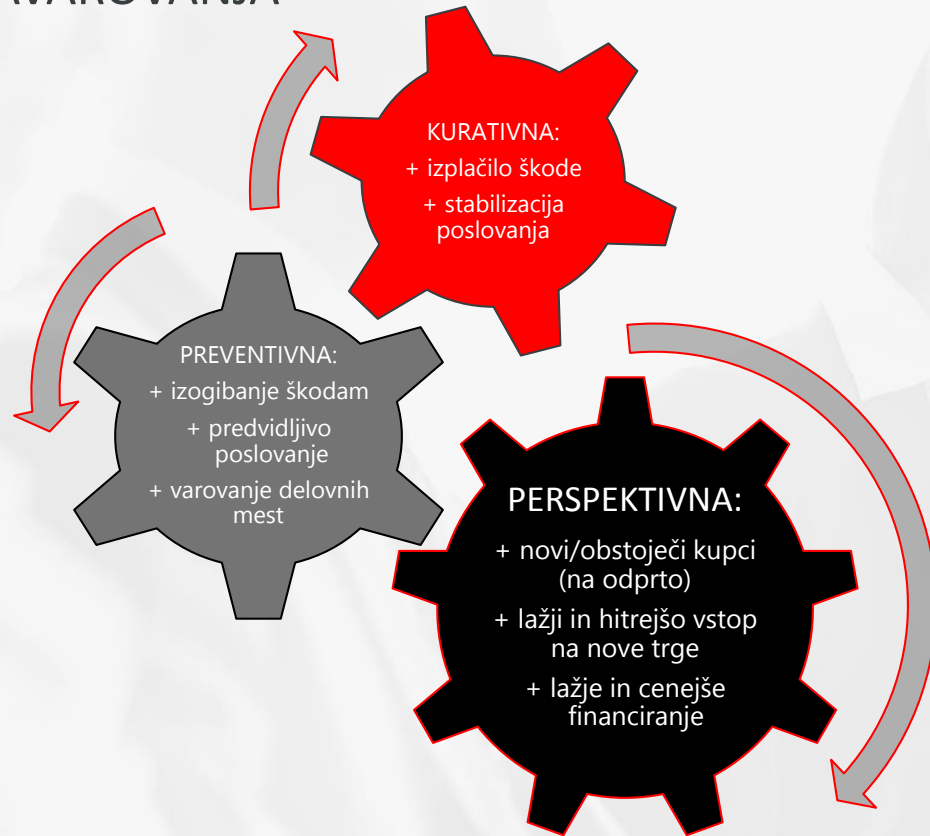 KURATIVNA:
+ izplačilo škode
+ stabilizacija
poslovanja
PREVENTIVNA:
+ izogibanje škodam
+ predvidljivo
poslovanje
+ varovanje delovnih
mest
PERSPEKTIVNA:
+ novi/obstoječi kupci
(na odprto)
+ lažji in hitrejšo vstop
na nove trge
+ lažje in cenejše
financiranje